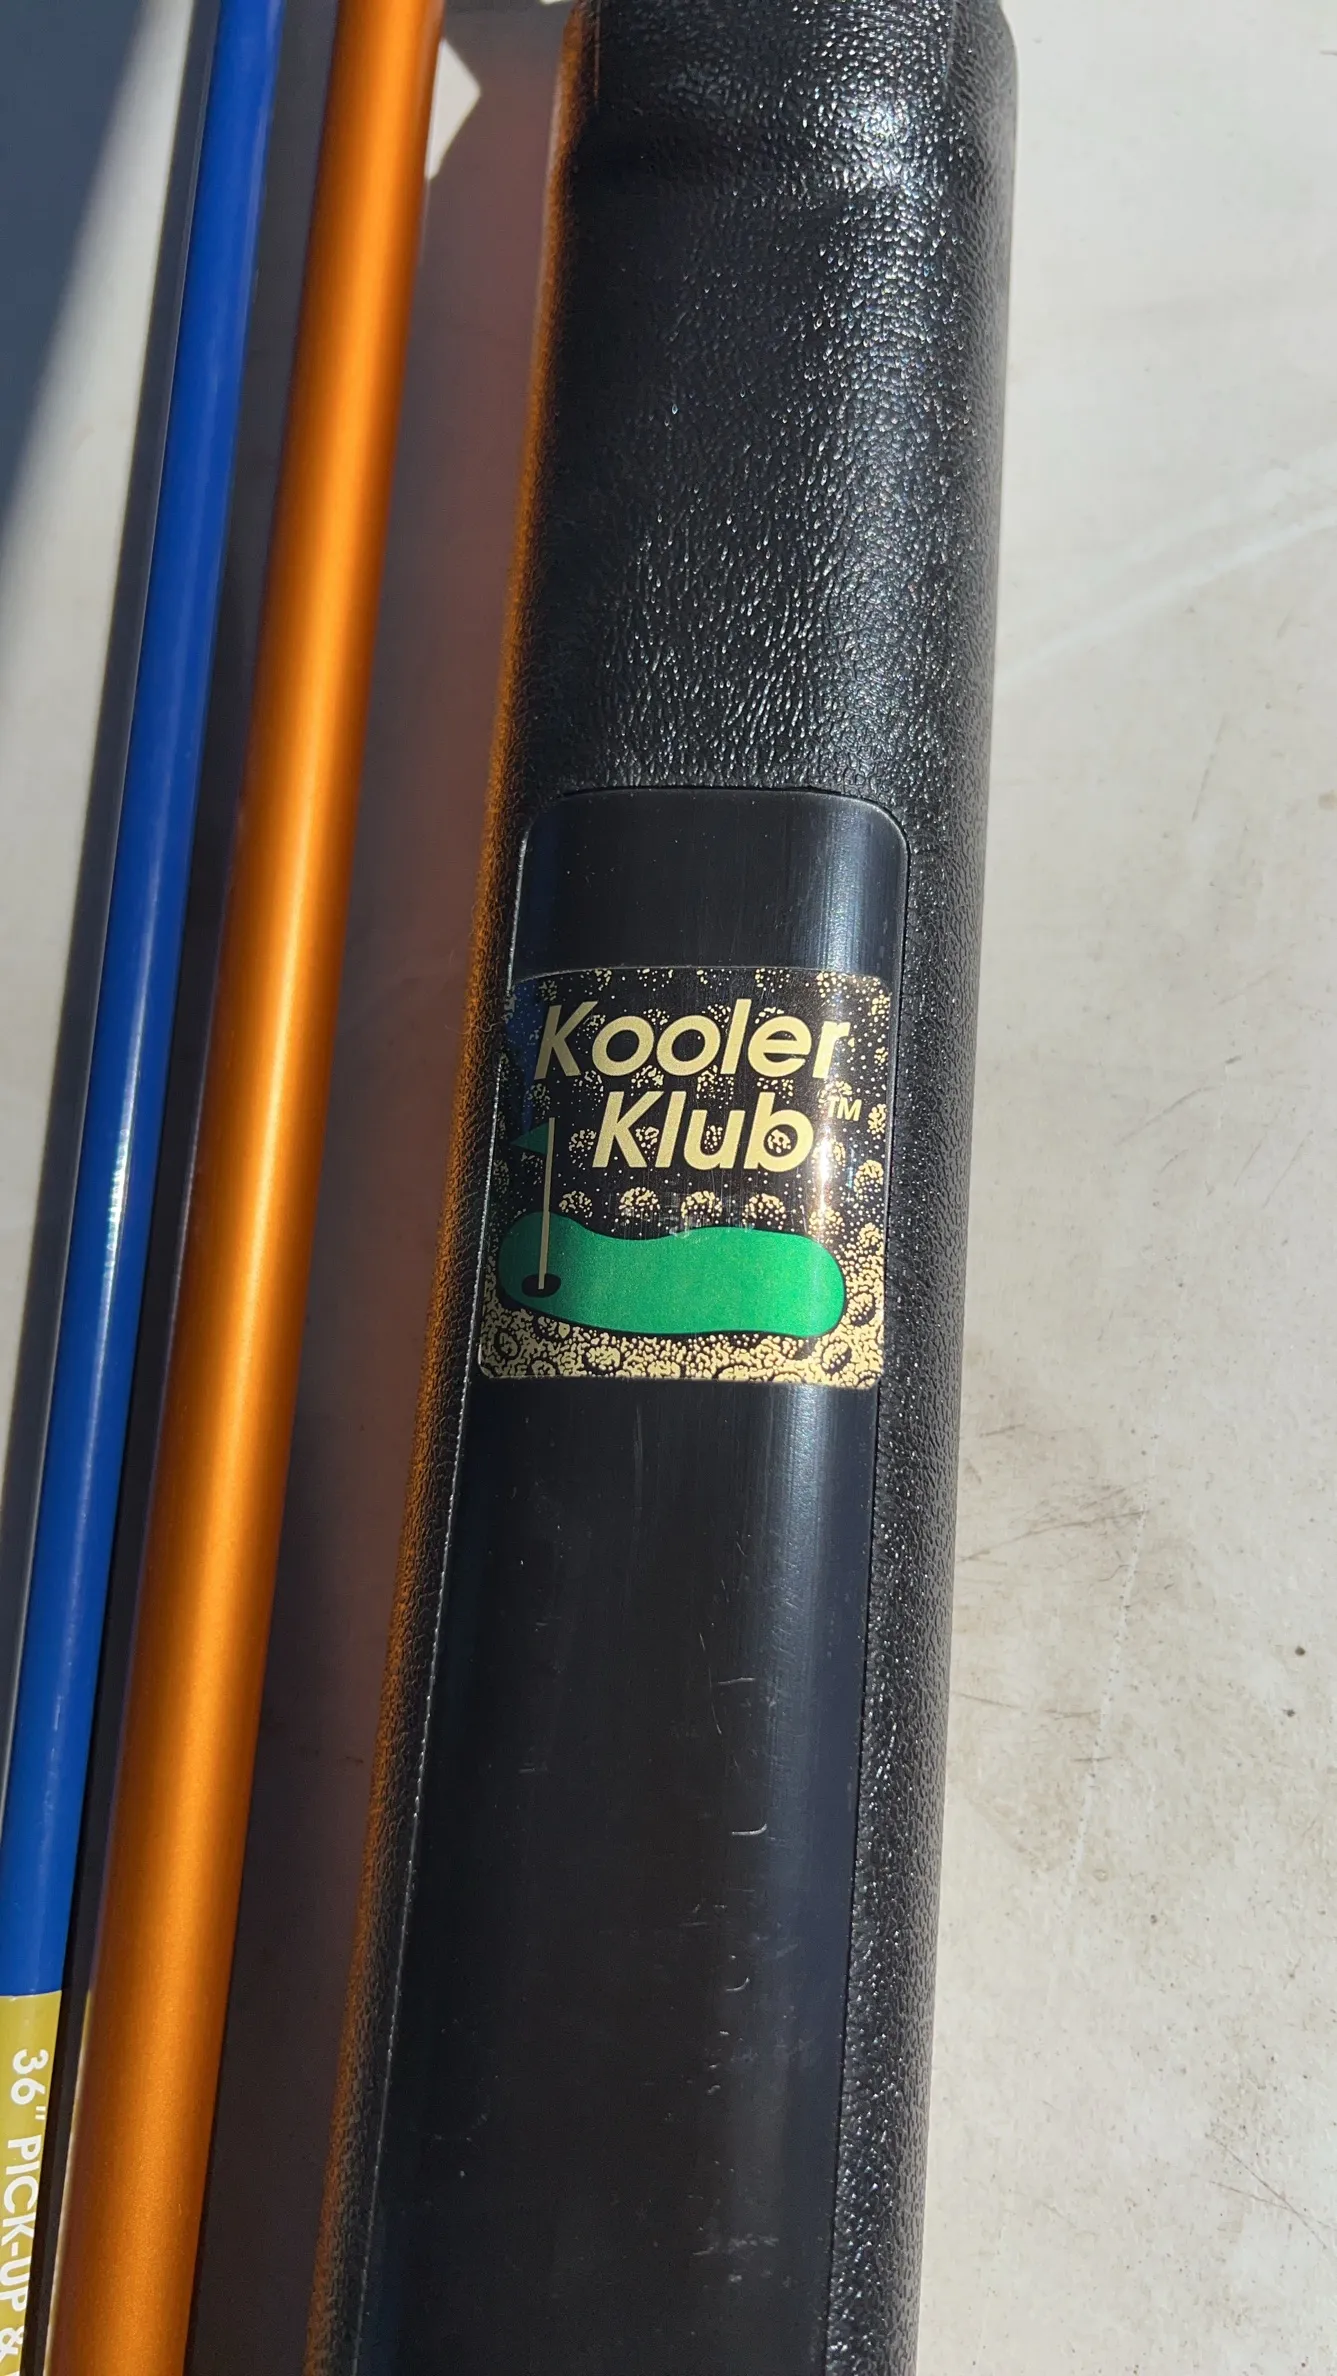 Kooler
Klub™
36" PICK-UP &